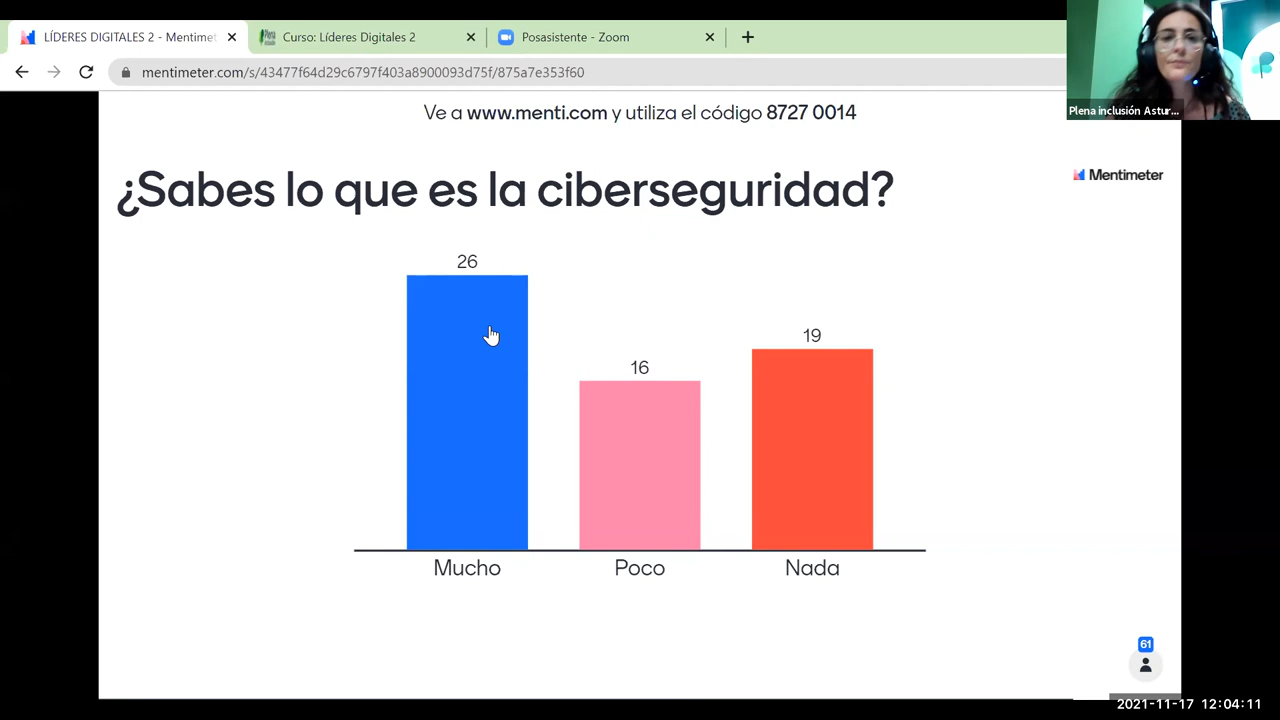 LÍDERES DIGITALES 2 - Mentimet
Curso: Líderes Digitales 2
Posasistente - Zoom
mentimeter.com/s/43477f64d29c6797f403a8900093d75f/875a7e353f60
Plena inclusión Astur...
Ve a www.menti.com y utiliza el código 8727 0014
Mentimeter
¿Sabes lo que es la ciberseguridad?
26
16
19
Mucho
Poco
Nada
61
2021-11-17 12:04:11